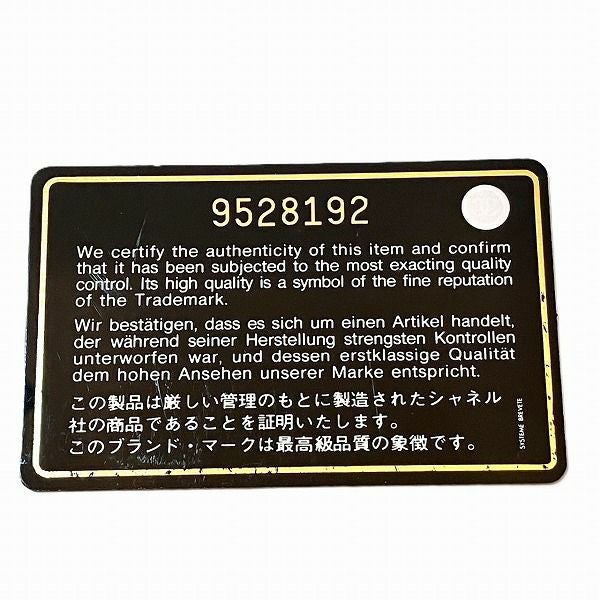 9528192
We certify the authenticity of this item and confirm
that it has been subjected to the most exacting quality
control. Its high quality is a symbol of the fine reputation
of the Trademark.
Wir bestätigen, dass es sich um einen Artikel handelt,
der während seiner Herstellung strengsten Kontrollen
unterworfen war, und dessen erstklassige Qualität
dem hohen Ansehen unserer Marke entspricht.
この製品は厳しい管理のもとに製造されたシャネル
社の商品であることを証明いたします。
このブランド・マークは最高級品質の象徴です。
SYSTEME BREVETE